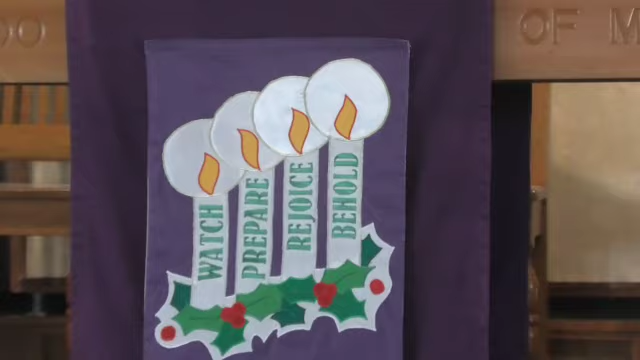 OF
WATCH
PREPARE
REJOICE
BEHOLD